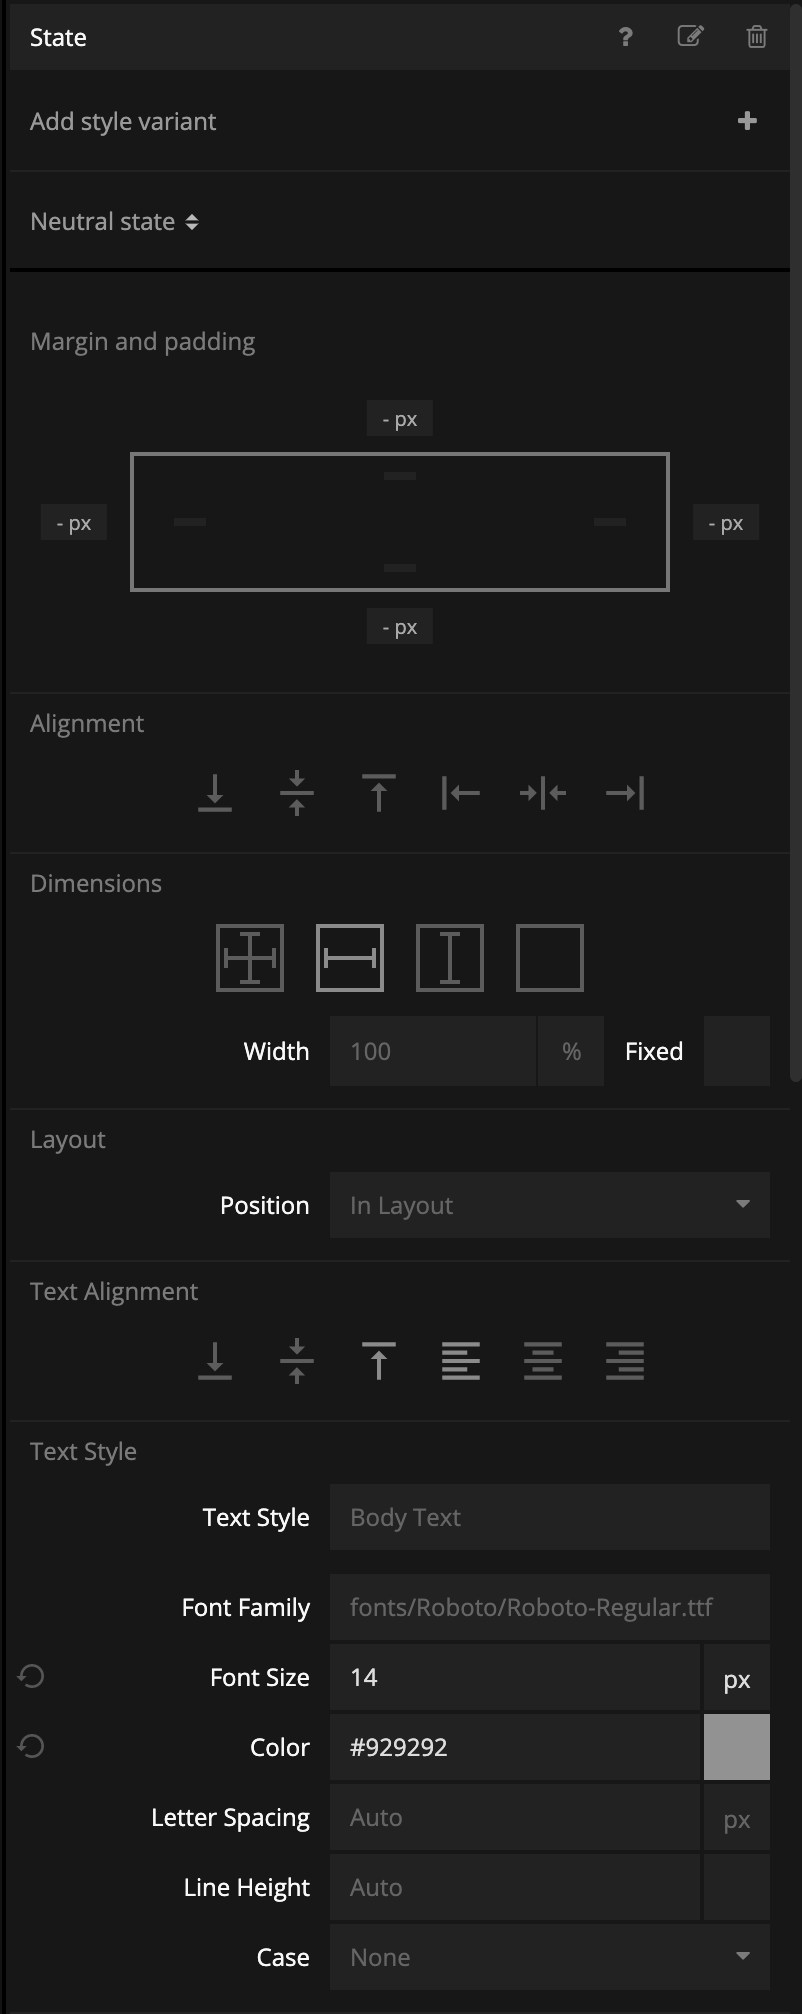 State ?
Add style variant +
Neutral state
Margin and padding
- px
- px - px
- px
Alignment
Dimensions
Width 100 % Fixed
Layout
Position In Layout
Text Alignment
Text Style
Text Style Body Text
Font Family fonts/Roboto/Roboto-Regular.ttf
Font Size 14 px
Color #929292
Letter Spacing Auto px
Line Height Auto
Case None